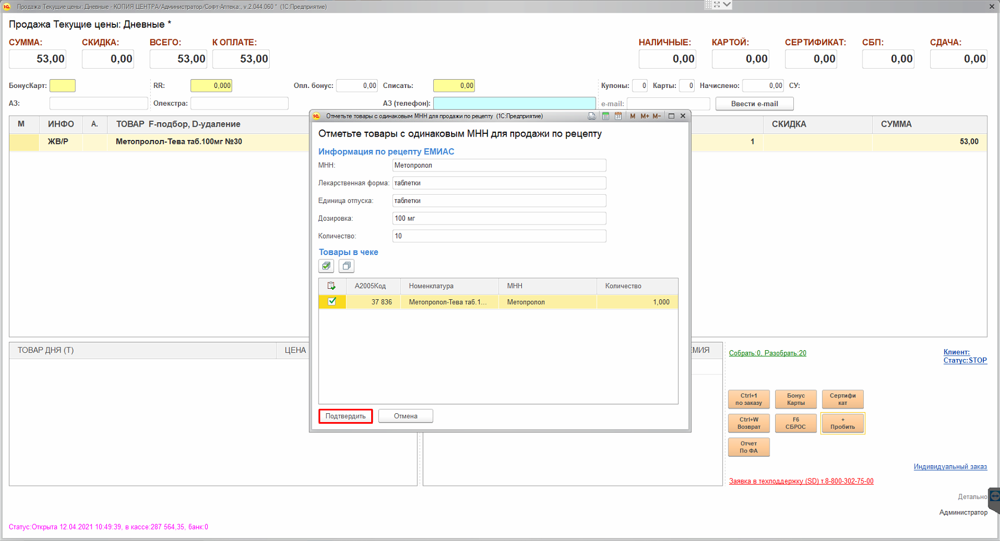 Продажа Текущие цены: Дневные - КОПИЯ ЦЕНТРА/Администратор/Софт-Аптека:, v.2.044.060 * (1С:Предприятие)
Продажа Текущие цены: Дневные *
СУММА: СКИДКА: ВСЕГО: К ОПЛАТЕ: НАЛИЧНЫЕ: КАРТОЙ: СЕРТИФИКАТ: СБП: СДАЧА:
53,00 0,00 53,00 53,00 0,00 0,00 0,00 0,00 0,00
БонусКарт: RR: 0,000 Опл. бонус: 0,00 Списать: 0,00 Купоны: 0 Карты: 0 Начислено: 0,00 СУ:
АЗ: Олекстра: АЗ (телефон): e-mail: Ввести e-mail
М ИНФО А. ТОВАР F-подбор, D-удаление СКИДКА СУММА
ЖВ/Р Метопролол-Тева таб.100мг №30 1 53,00
Отметьте товары с одинаковым МНН для продажи по рецепту (1С:Предприятие) 31 M M+ M-
Отметьте товары с одинаковым МНН для продажи по рецепту
Информация по рецепту ЕМИАС
МНН: Метопролол
Лекарственная форма: таблетки
Единица отпуска: таблетки
Дозировка: 100 мг
Количество: 10
Товары в чеке
А2005Код Номенклатура МНН Количество
37 836 Метопролол-Тева таб.1... Метопролол 1,000
Подтвердить Отмена
ТОВАР ДНЯ (Т) ЦЕНА ЕМИЯ
Собрать:0, Разобрать:20
Клиент:
Статус:STOP
Ctrl+1
по заказу
Бонус
Карты
Сертифи
кат
Ctrl+W
Возврат
F6
СБРОС
+
Пробить
Отчет
По ФА
Индивидуальный заказ
Заявка в техподдержку (SD) т.8-800-302-75-00
Детально
Администратор
Статус:Открыта 12.04.2021 10:49:39, в кассе:287 564,35, банк:0